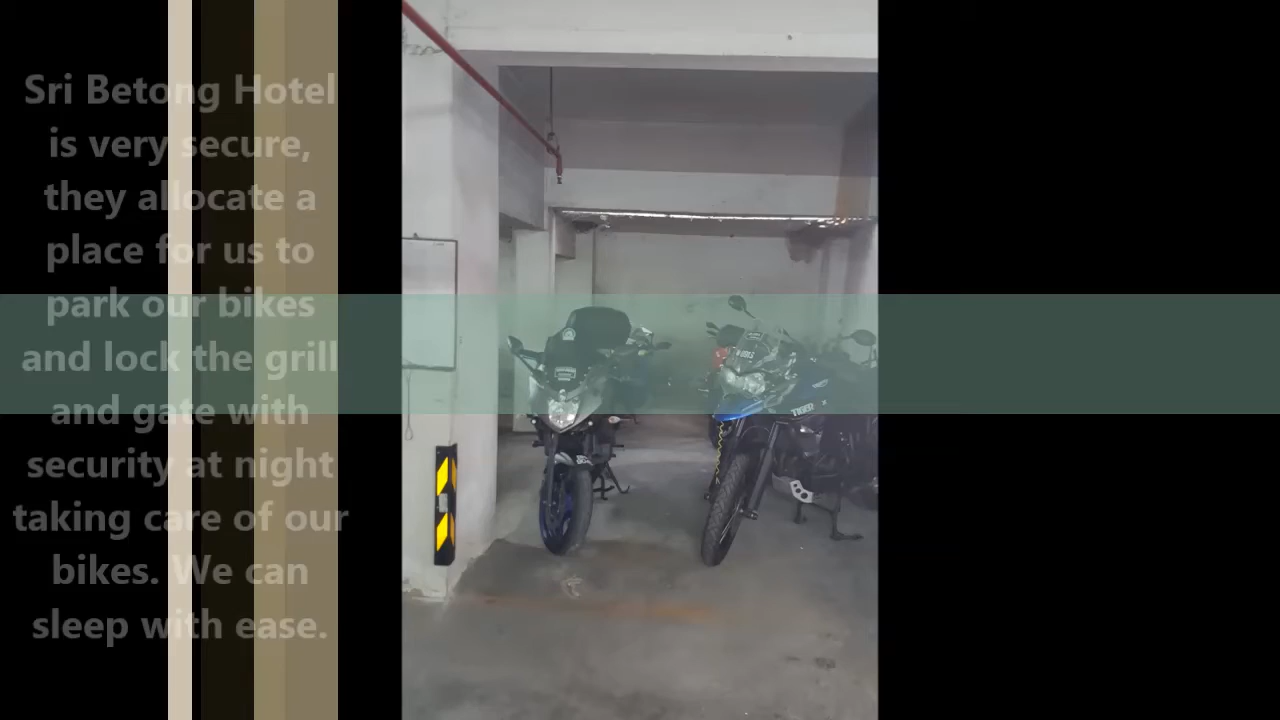 Sri Betong Hotel
is very secure,
they allocate a
place for us to
park our bikes
and lock the grill
and gate with
security at night
taking care of our
bikes. We can
sleep with ease.
TIGER